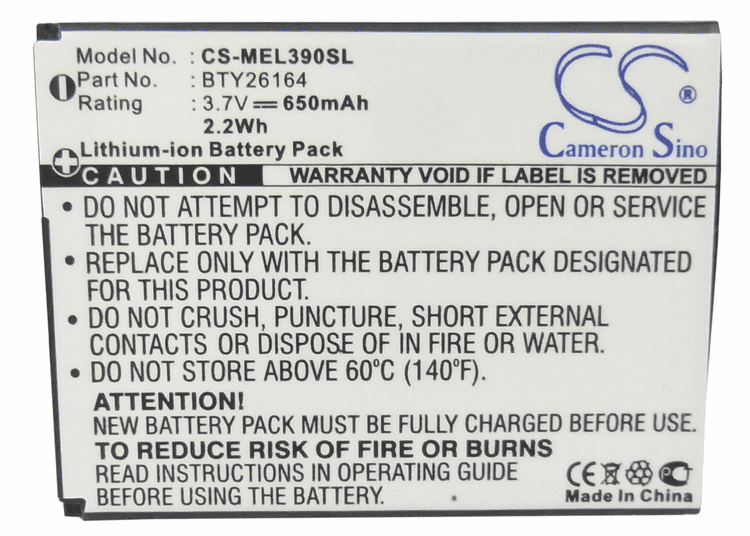 Model No. : CS-MEL390SL
Part No. : BTY26164
Rating : 3.7V 650mAh
2.2Wh
Lithium-ion Battery Pack
CS
®
Cameron Sino
CAUTION WARRANTY VOID IF LABEL IS REMOVED
• DO NOT ATTEMPT TO DISASSEMBLE, OPEN OR SERVICE
THE BATTERY PACK.
• REPLACE ONLY WITH THE BATTERY PACK DESIGNATED
FOR THIS EQUIPMENT.
• DO NOT CRUSH, PUNCTURE, SHORT EXTERNAL
CONTACTS OR DISPOSE OF IN FIRE OR WATER.
• DO NOT STORE ABOVE 60°C (140°F).
ATTENTION!
NEW BATTERY PACK MUST BE FULLY CHARGED BEFORE USE.
TO REDUCE RISK OF FIRE OR BURNS
READ INSTRUCTIONS IN OPERATING GUIDE
BEFORE USING THE BATTERY.
CE
Made In China